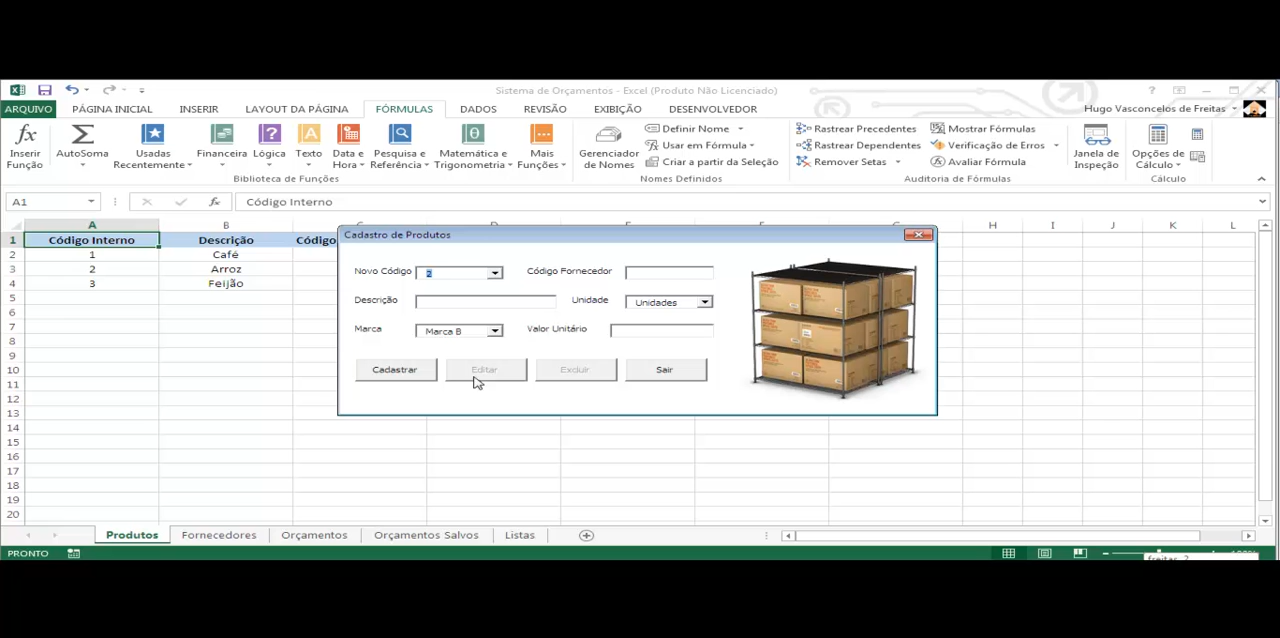 Sistema de Orçamentos - Excel (Produto Não Licenciado)
ARQUIVO PÁGINA INICIAL INSERIR LAYOUT DA PÁGINA FÓRMULAS DADOS REVISÃO EXIBIÇÃO DESENVOLVEDOR Hugo Vasconcelos de Freitas
Inserir Função
AutoSoma
Usadas Recentemente
Financeira
Lógica
Texto
Data e Hora
Pesquisa e Referência
Matemática e Trigonometria
Mais Funções
Biblioteca de Funções
Gerenciador de Nomes
Definir Nome
Usar em Fórmula
Criar a partir da Seleção
Nomes Definidos
Rastrear Precedentes
Rastrear Dependentes
Remover Setas
Mostrar Fórmulas
Verificação de Erros
Avaliar Fórmula
Auditoria de Fórmulas
Janela de Inspeção
Opções de Cálculo
Cálculo
A1 fx Código Interno
A B H I J K L
1 Código Interno Descrição Código
2 1 Café
3 2 Arroz
4 3 Feijão
5
6
7
8
9
10
11
12
13
14
15
16
17
18
19
20
Cadastro de Produtos
Novo Código Código Fornecedor
Descrição Unidade Unidades
Marca Marca B Valor Unitário
Cadastrar Editar Excluir Sair
Produtos Fornecedores Orçamentos Orçamentos Salvos Listas
PRONTO